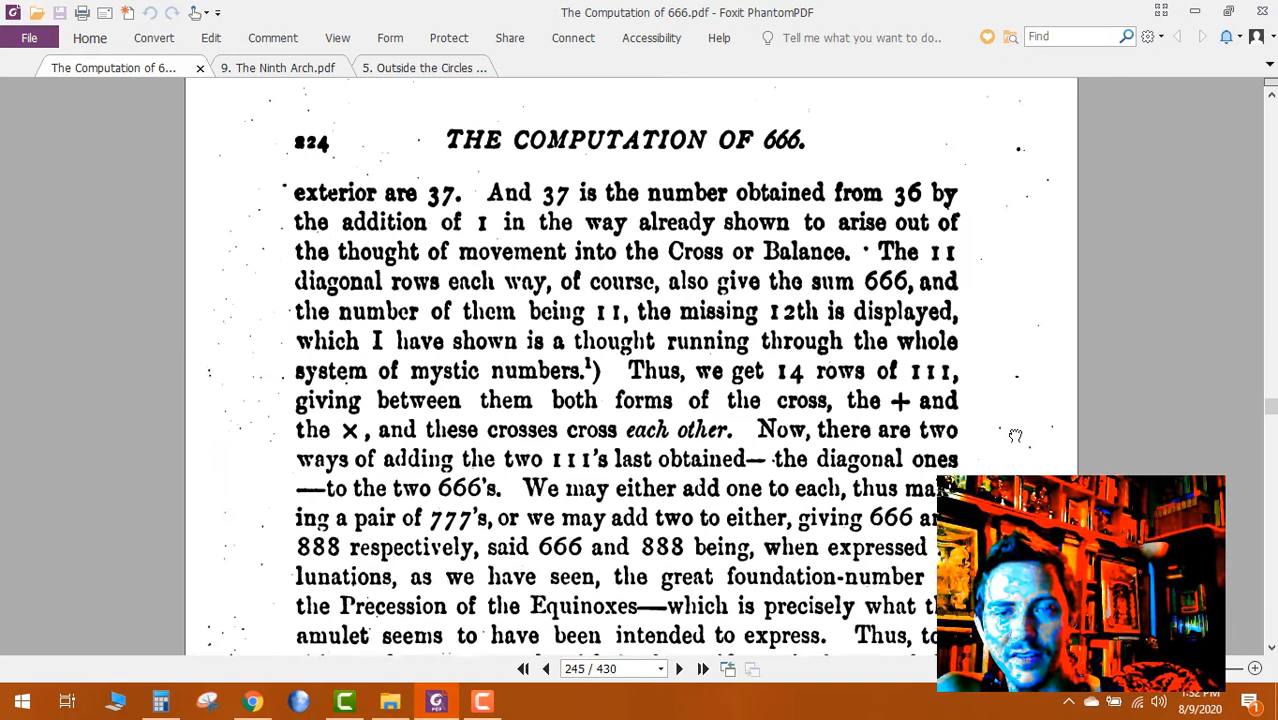 The Computation of 666.pdf - Foxit PhantomPDF
File Home Convert Edit Comment View Form Protect Share Connect Accessibility Help Tell me what you want to do.. Find
The Computation of 6... 9. The Ninth Arch.pdf 5. Outside the Circles ...
224 THE COMPUTATION OF 666.
exterior are 37. And 37 is the number obtained from 36 by
the addition of 1 in the way already shown to arise out of
the thought of movement into the Cross or Balance. The 11
diagonal rows each way, of course, also give the sum 666, and
the number of them being 11, the missing 12th is displayed,
which I have shown is a thought running through the whole
system of mystic numbers.¹) Thus, we get 14 rows of 111,
giving between them both forms of the cross, the + and
the ×, and these crosses cross each other. Now, there are two
ways of adding the two 111's last obtained—the diagonal ones
—to the two 666's. We may either add one to each, thus mak-
ing a pair of 777's, or we may add two to either, giving 666 an
888 respectively, said 666 and 888 being, when expressed
lunations, as we have seen, the great foundation-number
the Precession of the Equinoxes—which is precisely what th
amulet seems to have been intended to express. Thus, to
245 / 430
8/9/2020